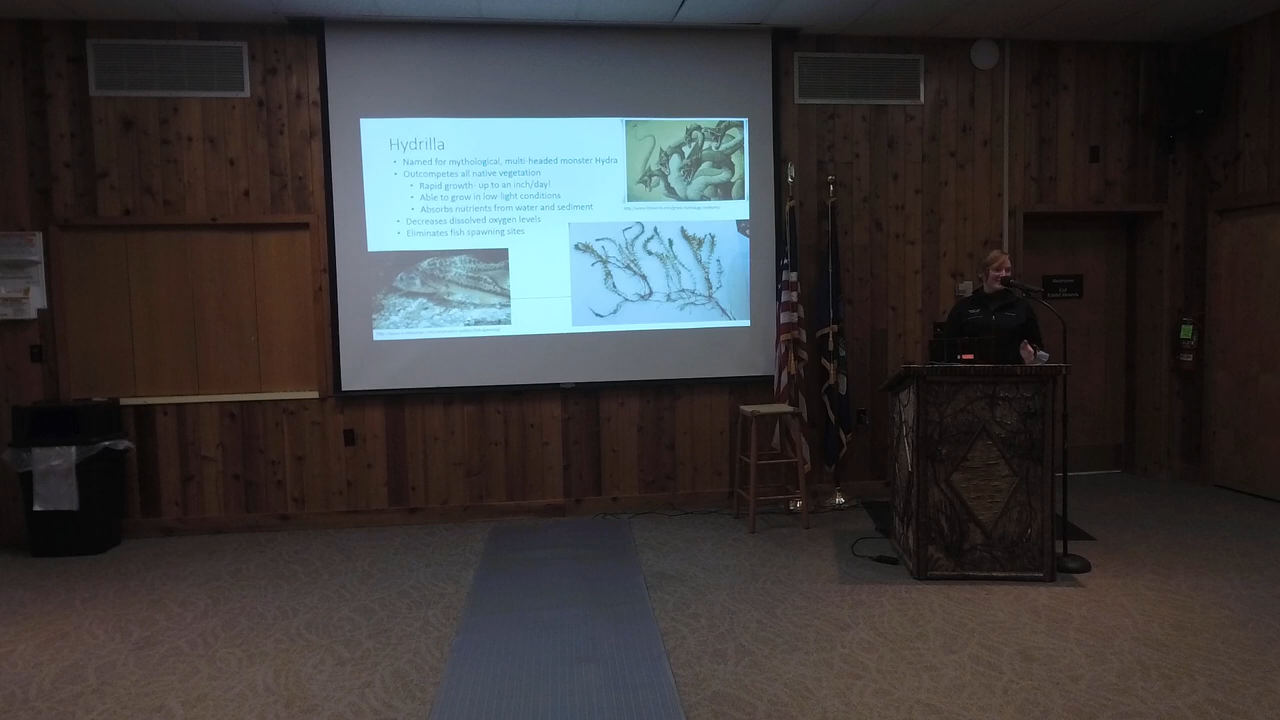 Hydrilla
• Named for mythological, multi-headed monster Hydra
• Outcompetes all native vegetation
• Rapid growth- up to an inch/day!
• Able to grow in low-light conditions
• Absorbs nutrients from water and sediment
• Decreases dissolved oxygen levels
• Eliminates fish spawning sites